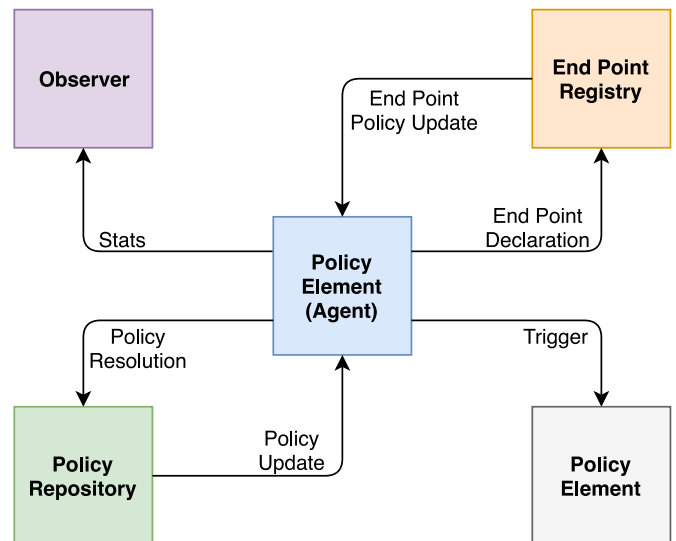 Observer
End Point
Registry
End Point
Policy Update
Stats
End Point
Declaration
Policy
Element
(Agent)
Policy
Resolution
Trigger
Policy
Update
Policy
Repository
Policy
Element